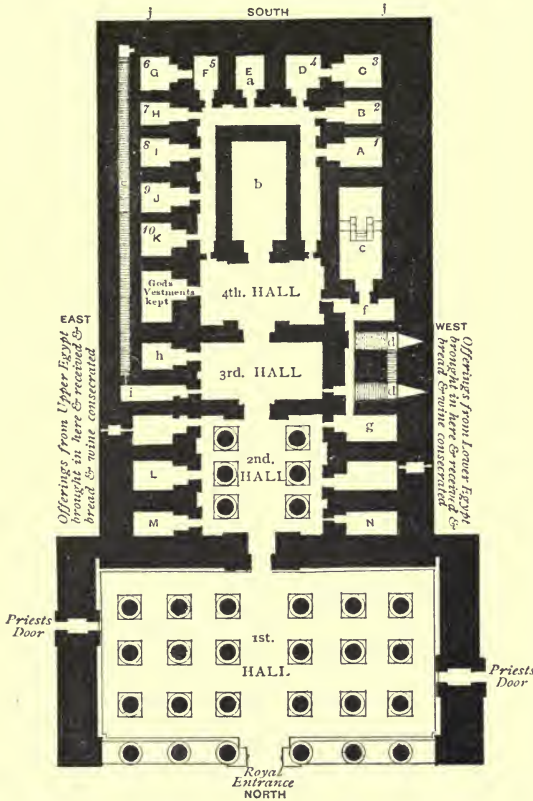 j SOUTH j
6 5 E 4 3
G F a D C
7 H B 2
8 I A 1
9 J b
10 K c
Gods
Vestments
kept
4th. HALL
f
EAST
WEST
Offerings from Upper Egypt
brought in here & received &
bread & wine consecrated
Offerings from Lower Egypt
brought in here & received &
bread & wine consecrated
h
3rd. HALL
d
d
i
g
2nd.
HALL
L
M N
Priests
Door
1st.
HALL
Priests
Door
Royal
Entrance
NORTH